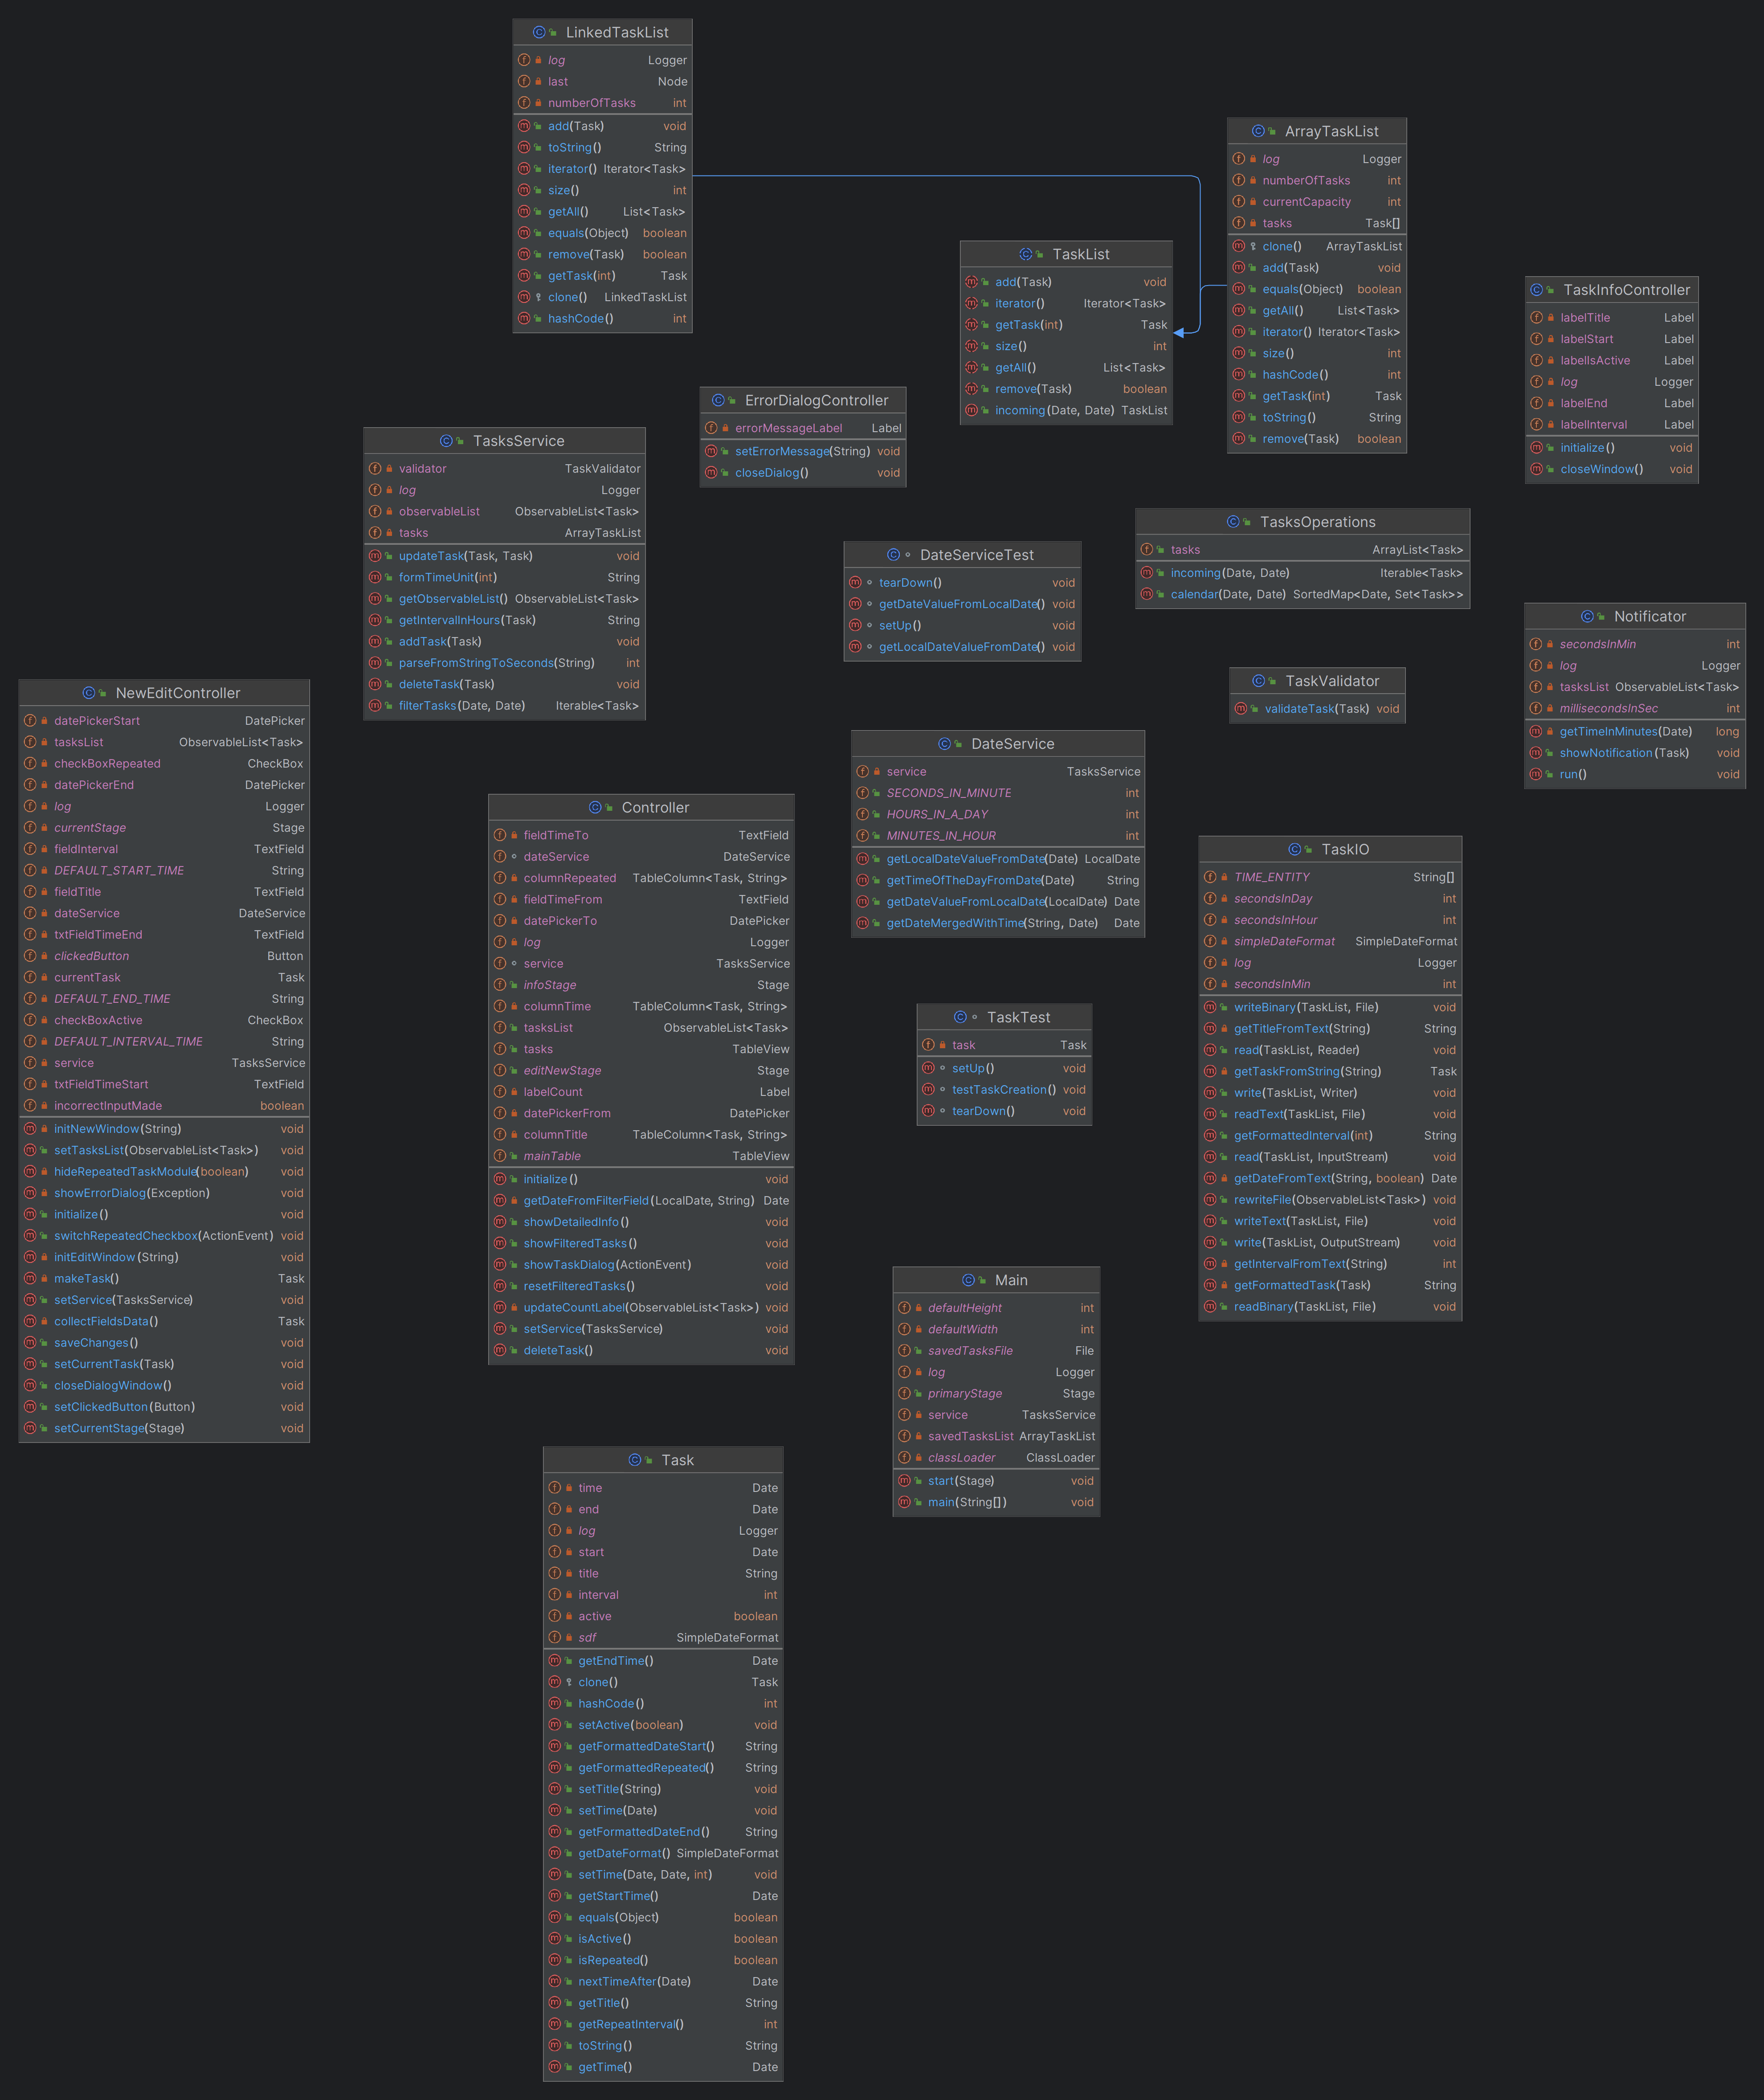 LinkedTaskList
log Logger
last Node
numberOfTasks int
add(Task) void
toString() String
iterator() Iterator<Task>
size() int
getAll() List<Task>
equals(Object) boolean
remove(Task) boolean
getTask(int) Task
clone() LinkedTaskList
hashCode() int
ArrayTaskList
log Logger
numberOfTasks int
currentCapacity int
tasks Task[]
clone() ArrayTaskList
add(Task) void
equals(Object) boolean
getAll() List<Task>
iterator() Iterator<Task>
size() int
hashCode() int
getTask(int) Task
toString() String
remove(Task) boolean
TaskList
add(Task) void
iterator() Iterator<Task>
getTask(int) Task
size() int
getAll() List<Task>
remove(Task) boolean
incoming(Date, Date) TaskList
TaskInfoController
labelTitle Label
labelStart Label
labelIsActive Label
log Logger
labelEnd Label
labelInterval Label
initialize() void
closeWindow() void
ErrorDialogController
errorMessageLabel Label
setErrorMessage(String) void
closeDialog() void
TasksService
validator TaskValidator
log Logger
observableList ObservableList<Task>
tasks ArrayTaskList
updateTask(Task, Task) void
formTimeUnit(int) String
getObservableList() ObservableList<Task>
getIntervalInHours(Task) String
addTask(Task) void
parseFromStringToSeconds(String) int
deleteTask(Task) void
filterTasks(Date, Date) Iterable<Task>
TasksOperations
tasks ArrayList<Task>
incoming(Date, Date) Iterable<Task>
calendar(Date, Date) SortedMap<Date, Set<Task>>
DateServiceTest
tearDown() void
getDateValueFromLocalDate() void
setUp() void
getLocalDateValueFromDate() void
Notificator
secondsInMin int
log Logger
tasksList ObservableList<Task>
millisecondsInSec int
getTimeInMinutes(Date) long
showNotification(Task) void
run() void
TaskValidator
validateTask(Task) void
NewEditController
datePickerStart DatePicker
tasksList ObservableList<Task>
checkBoxRepeated CheckBox
datePickerEnd DatePicker
log Logger
currentStage Stage
fieldInterval TextField
DEFAULT_START_TIME String
fieldTitle TextField
dateService DateService
txtFieldTimeEnd TextField
clickedButton Button
currentTask Task
DEFAULT_END_TIME String
checkBoxActive CheckBox
DEFAULT_INTERVAL_TIME String
service TasksService
txtFieldTimeStart TextField
incorrectInputMade boolean
initNewWindow(String) void
setTasksList(ObservableList<Task>) void
hideRepeatedTaskModule(boolean) void
showErrorDialog(Exception) void
initialize() void
switchRepeatedCheckbox(ActionEvent) void
initEditWindow(String) void
makeTask() Task
setService(TasksService) void
collectFieldsData() Task
saveChanges() void
setCurrentTask(Task) void
closeDialogWindow() void
setClickedButton(Button) void
setCurrentStage(Stage) void
DateService
service TasksService
SECONDS_IN_MINUTE int
HOURS_IN_A_DAY int
MINUTES_IN_HOUR int
getLocalDateValueFromDate(Date) LocalDate
getTimeOfTheDayFromDate(Date) String
getDateValueFromLocalDate(LocalDate) Date
getDateMergedWithTime(String, Date) Date
Controller
fieldTimeTo TextField
dateService DateService
columnRepeated TableColumn<Task, String>
fieldTimeFrom TextField
datePickerTo DatePicker
log Logger
service TasksService
infoStage Stage
columnTime TableColumn<Task, String>
tasksList ObservableList<Task>
tasks TableView
editNewStage Stage
labelCount Label
datePickerFrom DatePicker
columnTitle TableColumn<Task, String>
mainTable TableView
initialize() void
getDateFromFilterField(LocalDate, String) Date
showDetailedInfo() void
showFilteredTasks() void
showTaskDialog(ActionEvent) void
resetFilteredTasks() void
updateCountLabel(ObservableList<Task>) void
setService(TasksService) void
deleteTask() void
TaskIO
TIME_ENTITY String[]
secondsInDay int
secondsInHour int
simpleDateFormat SimpleDateFormat
log Logger
secondsInMin int
writeBinary(TaskList, File) void
getTitleFromText(String) String
read(TaskList, Reader) void
getTaskFromString(String) Task
write(TaskList, Writer) void
readText(TaskList, File) void
getFormattedInterval(int) String
read(TaskList, InputStream) void
getDateFromText(String, boolean) Date
rewriteFile(ObservableList<Task>) void
writeText(TaskList, File) void
write(TaskList, OutputStream) void
getIntervalFromText(String) int
getFormattedTask(Task) String
readBinary(TaskList, File) void
TaskTest
task Task
setUp() void
testTaskCreation() void
tearDown() void
Main
defaultHeight int
defaultWidth int
savedTasksFile File
log Logger
primaryStage Stage
service TasksService
savedTasksList ArrayTaskList
classLoader ClassLoader
start(Stage) void
main(String[]) void
Task
time Date
end Date
log Logger
start Date
title String
interval int
active boolean
sdf SimpleDateFormat
getEndTime() Date
clone() Task
hashCode() int
setActive(boolean) void
getFormattedDateStart() String
getFormattedRepeated() String
setTitle(String) void
setTime(Date) void
getFormattedDateEnd() String
getDateFormat() SimpleDateFormat
setTime(Date, Date, int) void
getStartTime() Date
equals(Object) boolean
isActive() boolean
isRepeated() boolean
nextTimeAfter(Date) Date
getTitle() String
getRepeatInterval() int
toString() String
getTime() Date